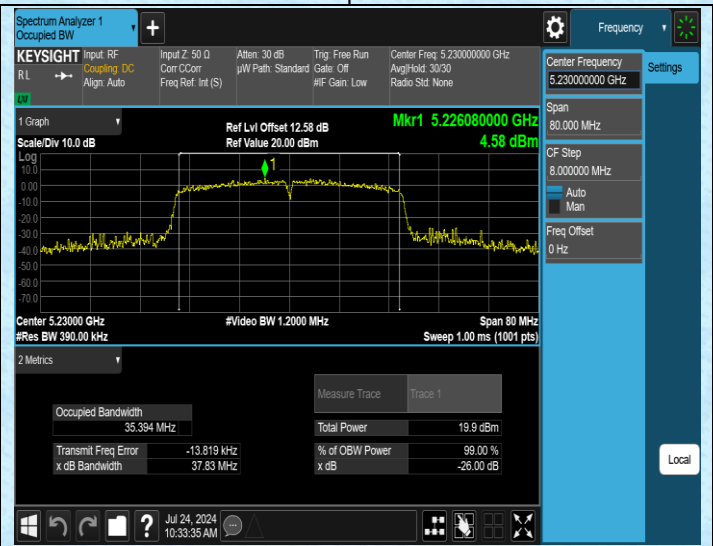 Spectrum Analyzer 1
Occupied BW
+
Frequency
KEYSIGHT
RL
LXI
Input: RF
Coupling: DC
Align: Auto
Input Z: 50 Ω
Corr CCorr
Freq Ref: Int (S)
Atten: 30 dB
µW Path: Standard
Trig: Free Run
Gate: Off
#IF Gain: Low
Center Freq: 5.230000000 GHz
Avg|Hold: 30/30
Radio Std: None
Center Frequency
5.230000000 GHz
Settings
Span
80.000 MHz
CF Step
8.000000 MHz
Auto
Man
Freq Offset
0 Hz
Local
1 Graph
Scale/Div 10.0 dB
Ref Lvl Offset 12.58 dB
Ref Value 20.00 dBm
Mkr1 5.226080000 GHz
4.58 dBm
Log
10.0
0.00
-10.0
-20.0
-30.0
-40.0
-50.0
-60.0
-70.0
1
Center 5.23000 GHz
#Video BW 1.2000 MHz
Span 80 MHz
#Res BW 390.00 kHz
Sweep 1.00 ms (1001 pts)
2 Metrics
Measure Trace Trace 1
Occupied Bandwidth
35.394 MHz
Total Power 19.9 dBm
Transmit Freq Error -13.819 kHz
% of OBW Power 99.00 %
x dB Bandwidth 37.83 MHz
x dB -26.00 dB
?
Jul 24, 2024
10:33:35 AM